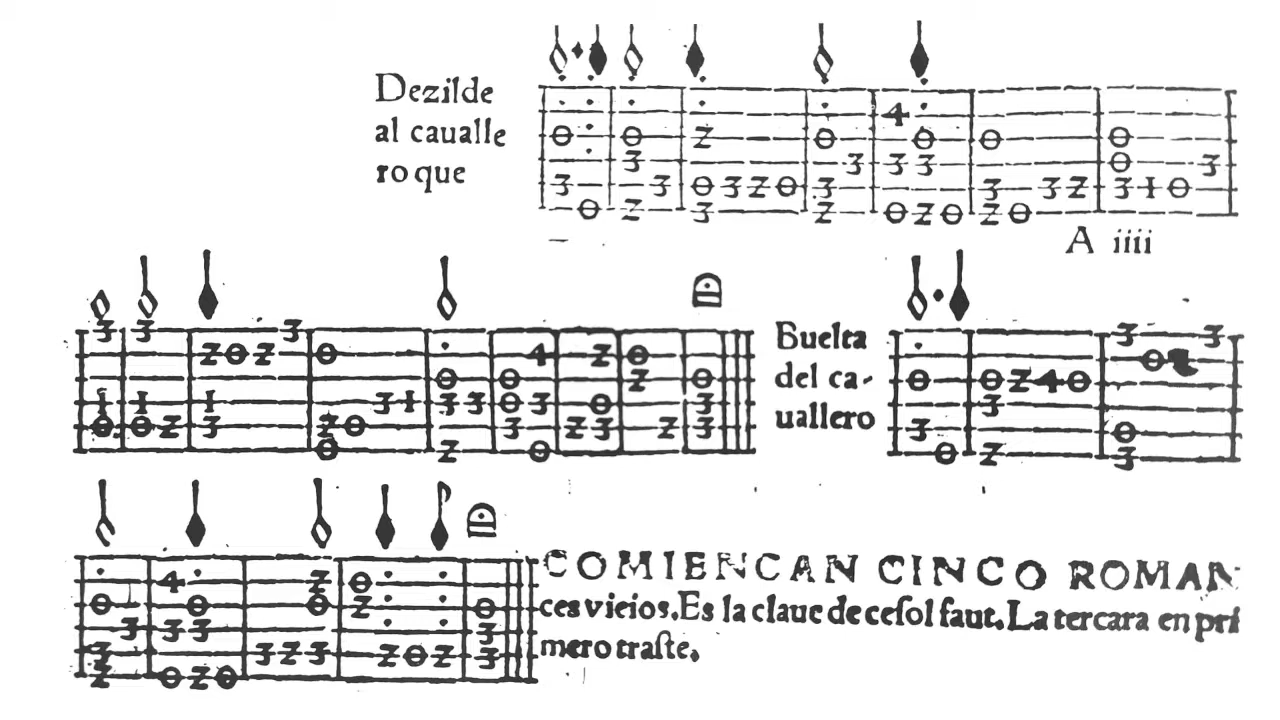 Dezilde
al caualle
ro que
A iiii
Buelta
del ca-
uallero
COMIENCAN CINCO ROMAN
ces vieios. Es la claue de cesol faut. La tercara en pri
mero traste.